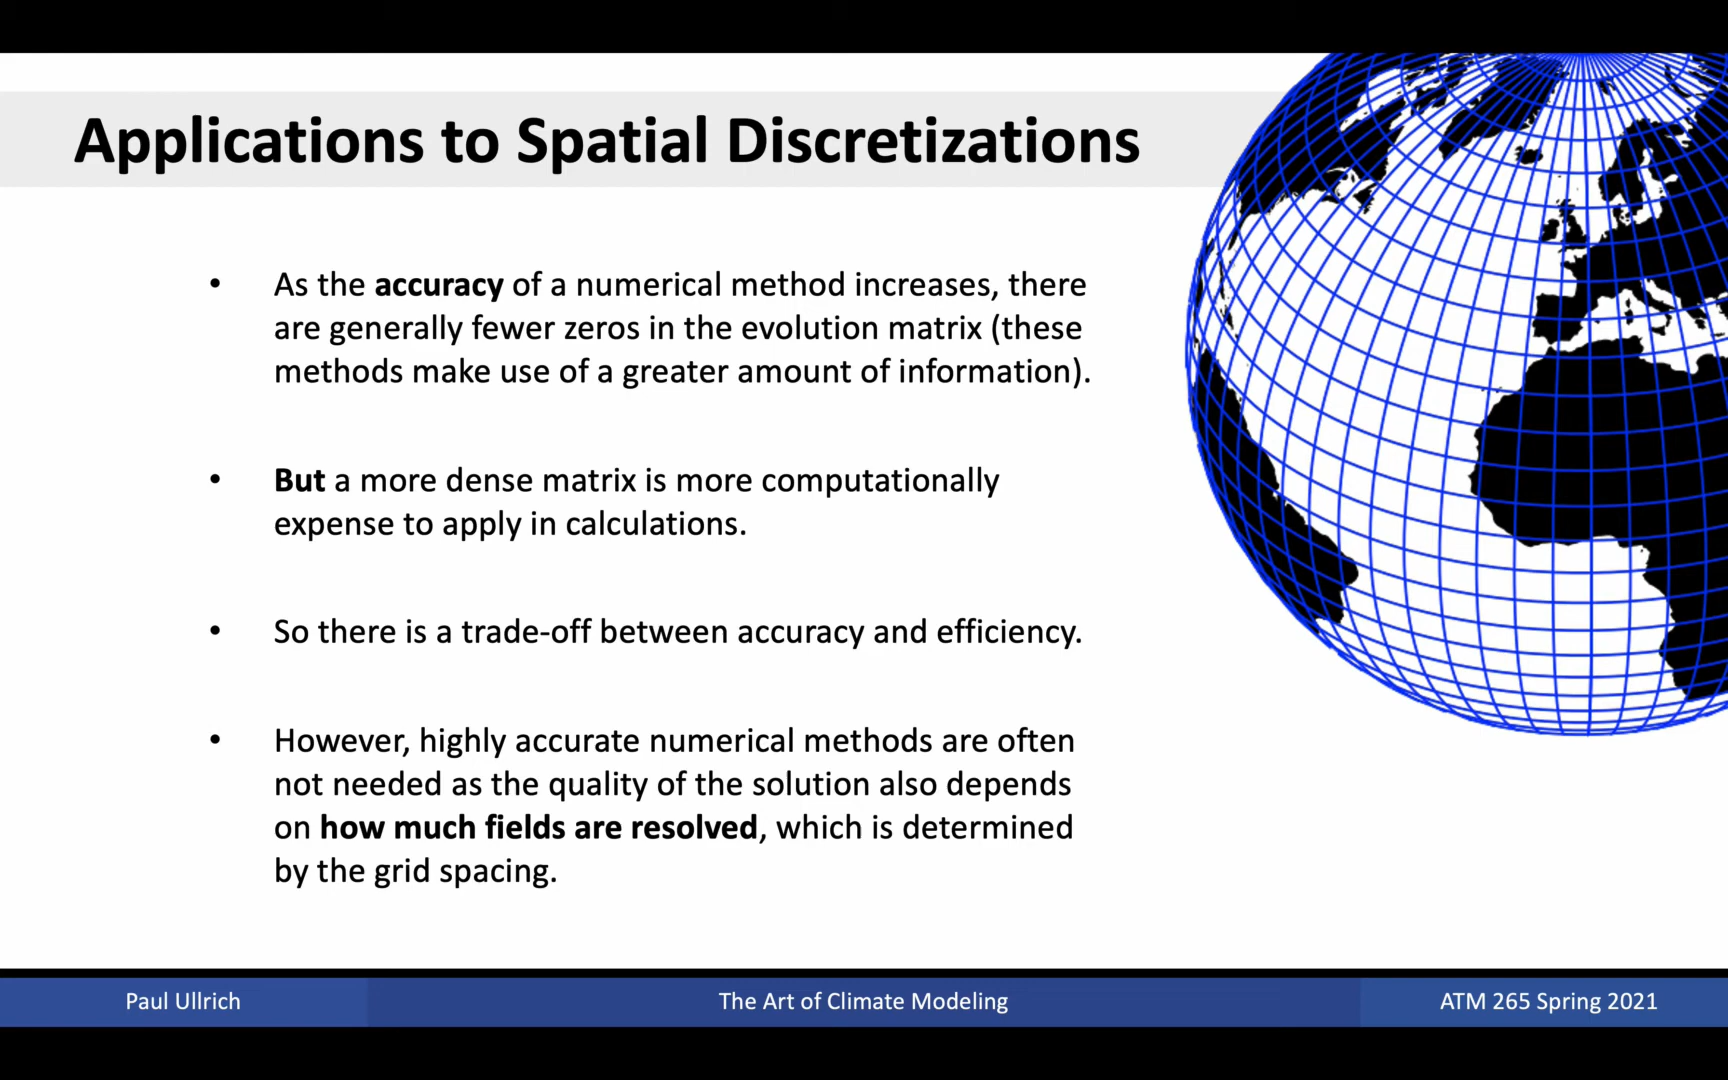 Applications to Spatial Discretizations
• As the accuracy of a numerical method increases, there
are generally fewer zeros in the evolution matrix (these
methods make use of a greater amount of information).
• But a more dense matrix is more computationally
expense to apply in calculations.
• So there is a trade-off between accuracy and efficiency.
• However, highly accurate numerical methods are often
not needed as the quality of the solution also depends
on how much fields are resolved, which is determined
by the grid spacing.
Paul Ullrich
The Art of Climate Modeling
ATM 265 Spring 2021